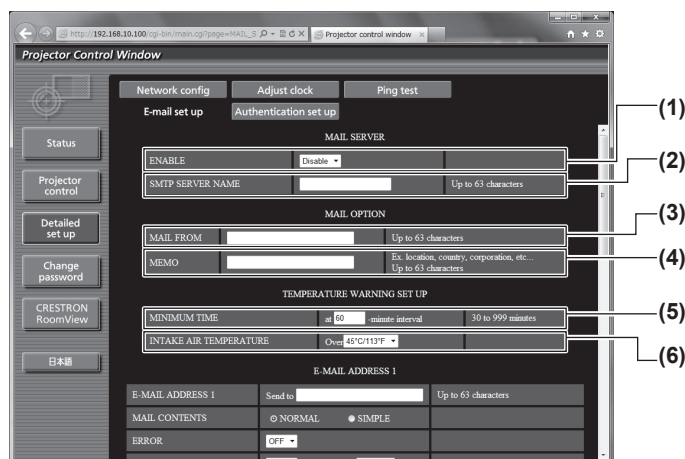 http://192.168.10.100/cgi-bin/main.cgi?page=MAIL_S
Projector control window ×
Projector Control Window
Network config Adjust clock Ping test
E-mail set up Authentication set up
Status
Projector control
Detailed set up
Change password
CRESTRON RoomView
日本語
MAIL SERVER
ENABLE Disable (1)
SMTP SERVER NAME Up to 63 characters (2)
MAIL OPTION
MAIL FROM Up to 63 characters (3)
MEMO Ex. location, country, corporation, etc... (4)
Up to 63 characters
TEMPERATURE WARNING SET UP
MINIMUM TIME at 60 -minute interval 30 to 999 minutes (5)
INTAKE AIR TEMPERATURE Over 45°C/113°F (6)
E-MAIL ADDRESS 1
E-MAIL ADDRESS 1 Send to Up to 63 characters
MAIL CONTENTS NORMAL SIMPLE
ERROR OFF